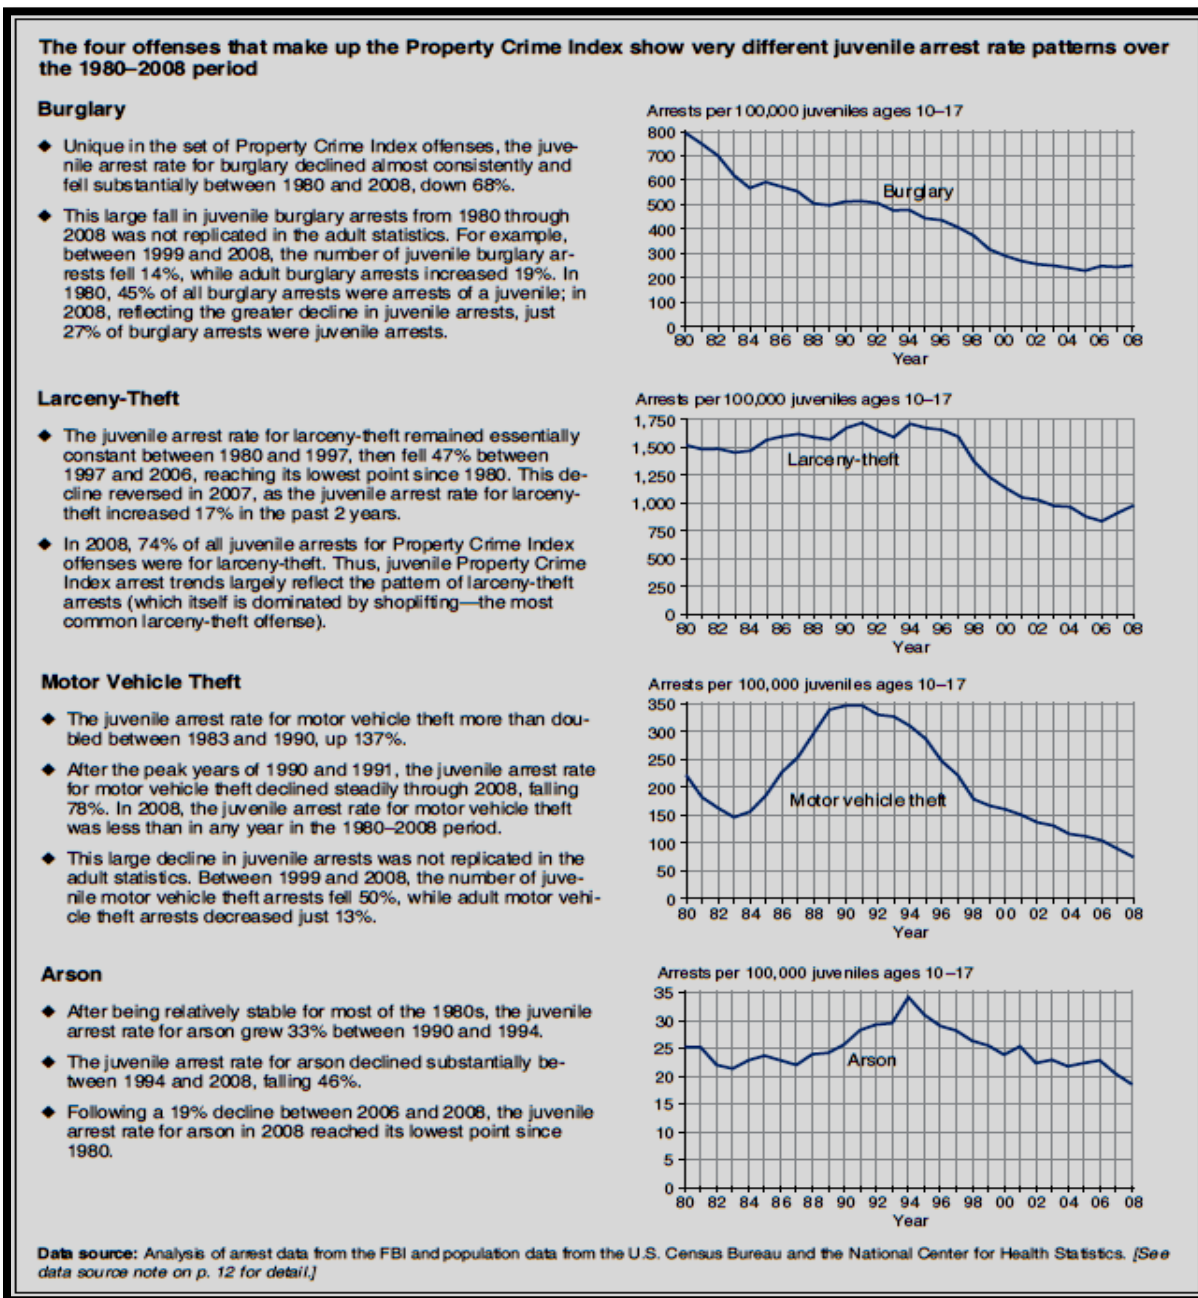 The four offenses that make up the Property Crime Index show very different juvenile arrest rate patterns over
the 1980–2008 period
Burglary
◆ Unique in the set of Property Crime Index offenses, the juve-
nile arrest rate for burglary declined almost consistently and
fell substantially between 1980 and 2008, down 68%.
◆ This large fall in juvenile burglary arrests from 1980 through
2008 was not replicated in the adult statistics. For example,
between 1999 and 2008, the number of juvenile burglary ar-
rests fell 14%, while adult burglary arrests increased 19%. In
1980, 45% of all burglary arrests were arrests of a juvenile; in
2008, reflecting the greater decline in juvenile arrests, just
27% of burglary arrests were juvenile arrests.
Arrests per 100,000 juveniles ages 10–17
800
700
600
500
400
300
200
100
0
Burglary
80 82 84 86 88 90 92 94 96 98 00 02 04 06 08
Year
Larceny-Theft
◆ The juvenile arrest rate for larceny-theft remained essentially
constant between 1980 and 1997, then fell 47% between
1997 and 2006, reaching its lowest point since 1980. This de-
cline reversed in 2007, as the juvenile arrest rate for larceny-
theft increased 17% in the past 2 years.
◆ In 2008, 74% of all juvenile arrests for Property Crime Index
offenses were for larceny-theft. Thus, juvenile Property Crime
Index arrest trends largely reflect the pattern of larceny-theft
arrests (which itself is dominated by shoplifting—the most
common larceny-theft offense).
Arrests per 100,000 juveniles ages 10–17
1,750
1,500
1,250
1,000
750
500
250
0
Larceny-theft
80 82 84 86 88 90 92 94 96 98 00 02 04 06 08
Year
Motor Vehicle Theft
◆ The juvenile arrest rate for motor vehicle theft more than dou-
bled between 1983 and 1990, up 137%.
◆ After the peak years of 1990 and 1991, the juvenile arrest rate
for motor vehicle theft declined steadily through 2008, falling
78%. In 2008, the juvenile arrest rate for motor vehicle theft
was less than in any year in the 1980–2008 period.
◆ This large decline in juvenile arrests was not replicated in the
adult statistics. Between 1999 and 2008, the number of juve-
nile motor vehicle theft arrests fell 50%, while adult motor vehi-
cle theft arrests decreased just 13%.
Arrests per 100,000 juveniles ages 10–17
350
300
250
200
150
100
50
0
Motor vehicle theft
80 82 84 86 88 90 92 94 96 98 00 02 04 06 08
Year
Arson
◆ After being relatively stable for most of the 1980s, the juvenile
arrest rate for arson grew 33% between 1990 and 1994.
◆ The juvenile arrest rate for arson declined substantially be-
tween 1994 and 2008, falling 46%.
◆ Following a 19% decline between 2006 and 2008, the juvenile
arrest rate for arson in 2008 reached its lowest point since
1980.
Arrests per 100,000 juveniles ages 10–17
35
30
25
20
15
10
5
0
Arson
80 82 84 86 88 90 92 94 96 98 00 02 04 06 08
Year
Data source: Analysis of arrest data from the FBI and population data from the U.S. Census Bureau and the National Center for Health Statistics. [See
data source note on p. 12 for detail.]